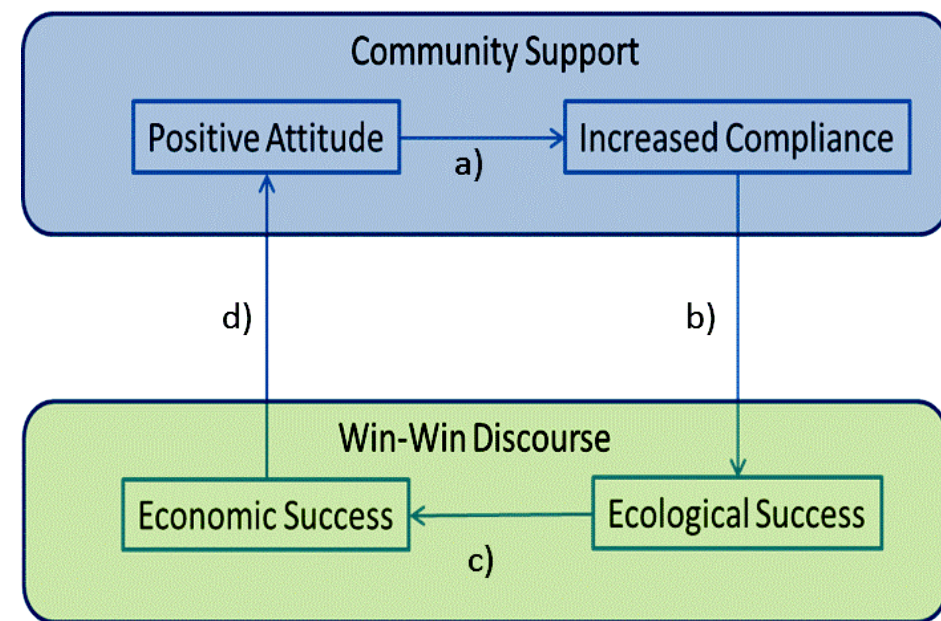 Community Support
Positive Attitude
a)
Increased Compliance
d)
b)
Win-Win Discourse
Economic Success
c)
Ecological Success